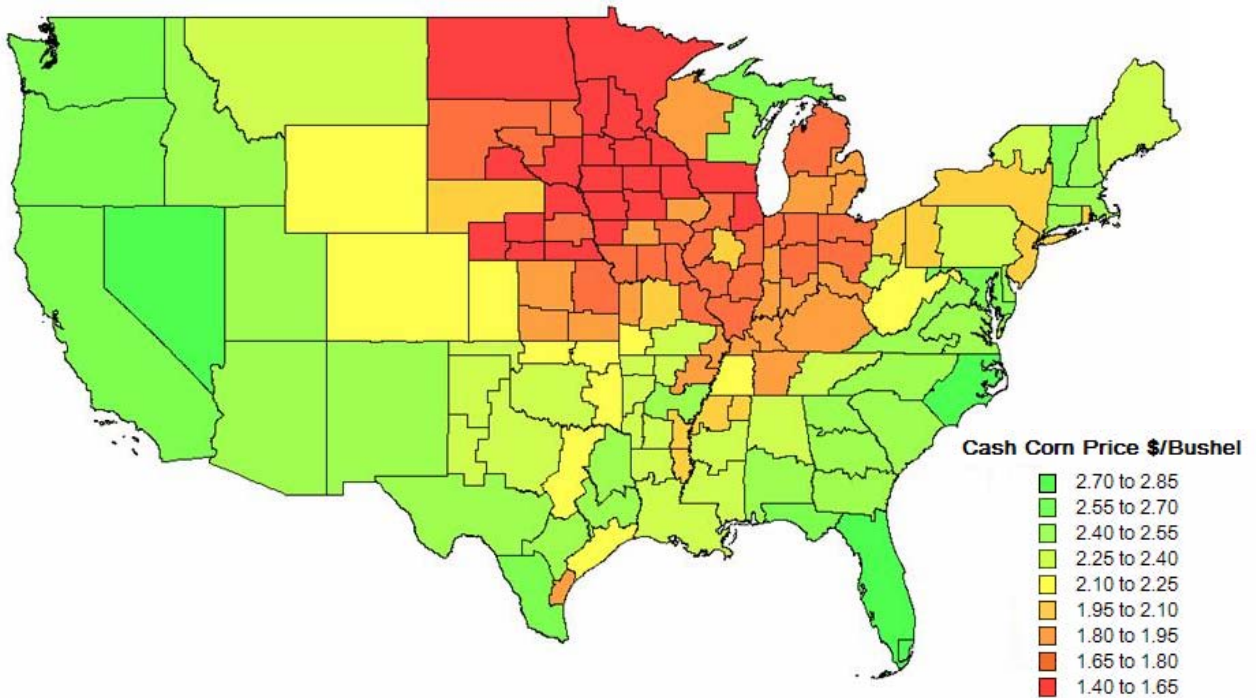 Cash Corn Price $/Bushel
2.70 to 2.85
2.55 to 2.70
2.40 to 2.55
2.25 to 2.40
2.10 to 2.25
1.95 to 2.10
1.80 to 1.95
1.65 to 1.80
1.40 to 1.65